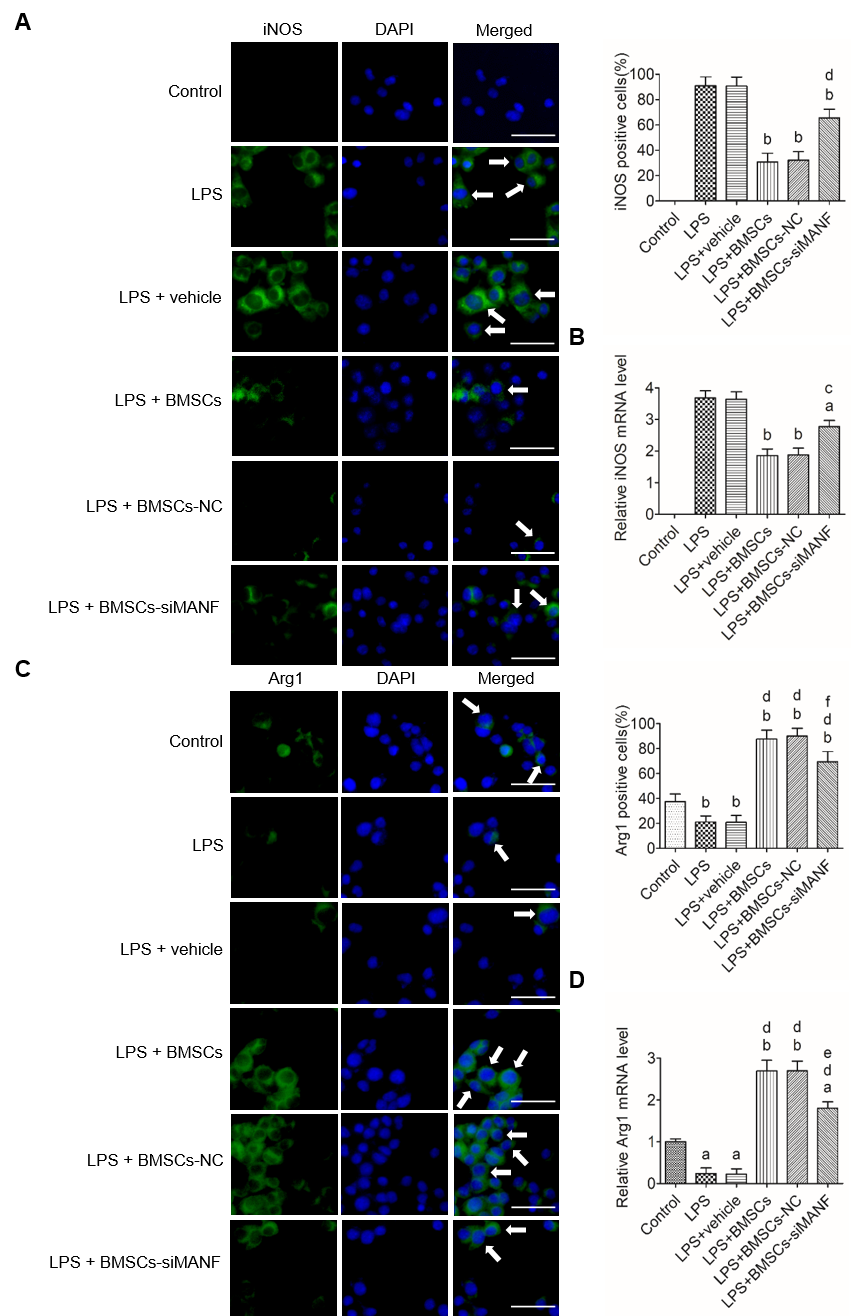 A
iNOS DAPI Merged
Control
LPS
LPS + vehicle
LPS + BMSCs
LPS + BMSCs-NC
LPS + BMSCs-siMANF
iNOS positive cells(%)
100
80
60
40
20
0
b
b
d
b
Control
LPS
LPS+vehicle
LPS+BMSCs
LPS+BMSCs-NC
LPS+BMSCs-siMANF
B
Relative iNOS mRNA level
4
3
2
1
0
b
b
c
a
Control
LPS
LPS+vehicle
LPS+BMSCs
LPS+BMSCs-NC
LPS+BMSCs-siMANF
C
Arg1 DAPI Merged
Control
LPS
LPS + vehicle
LPS + BMSCs
LPS + BMSCs-NC
LPS + BMSCs-siMANF
Arg1 positive cells(%)
100
80
60
40
20
0
b
b
d
b
d
b
f
d
b
Control
LPS
LPS+vehicle
LPS+BMSCs
LPS+BMSCs-NC
LPS+BMSCs-siMANF
D
Relative Arg1 mRNA level
3
2
1
0
a
a
d
b
d
b
e
d
a
Control
LPS
LPS+vehicle
LPS+BMSCs
LPS+BMSCs-NC
LPS+BMSCs-siMANF